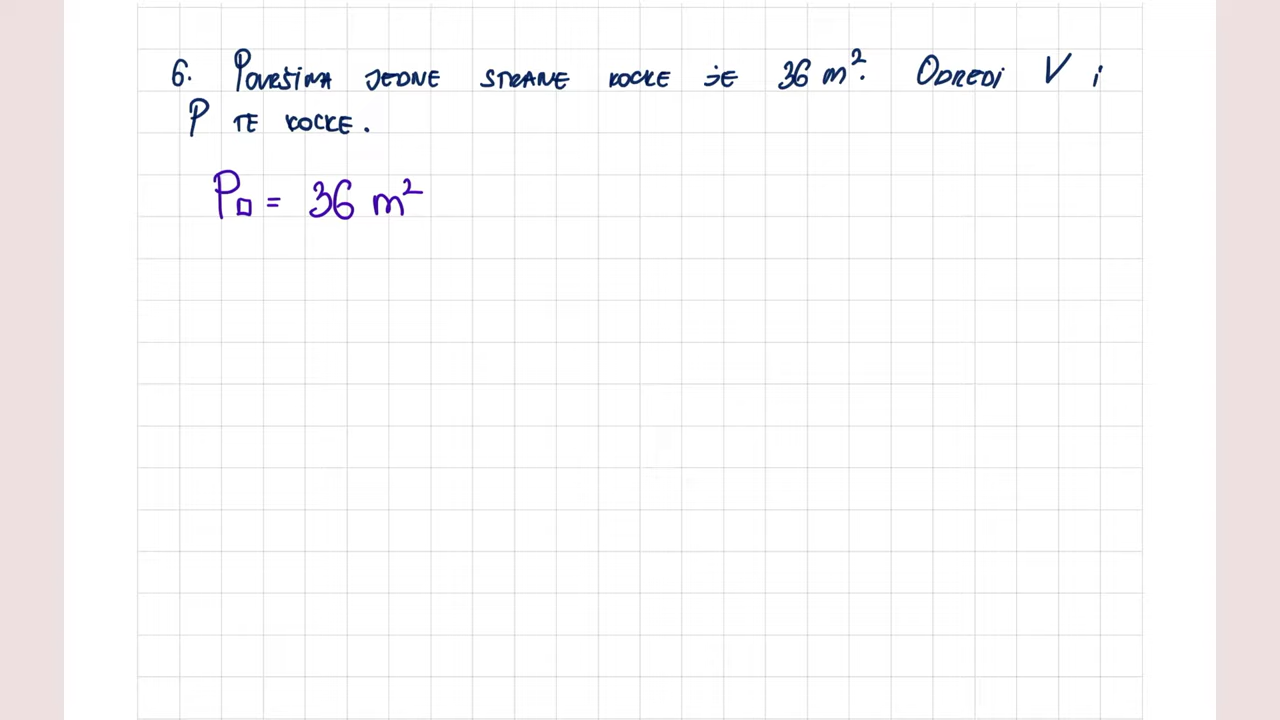 6. Površina jedne strane kocke je 36 m². Odredi V i
P te kocke.
P□ = 36 m²